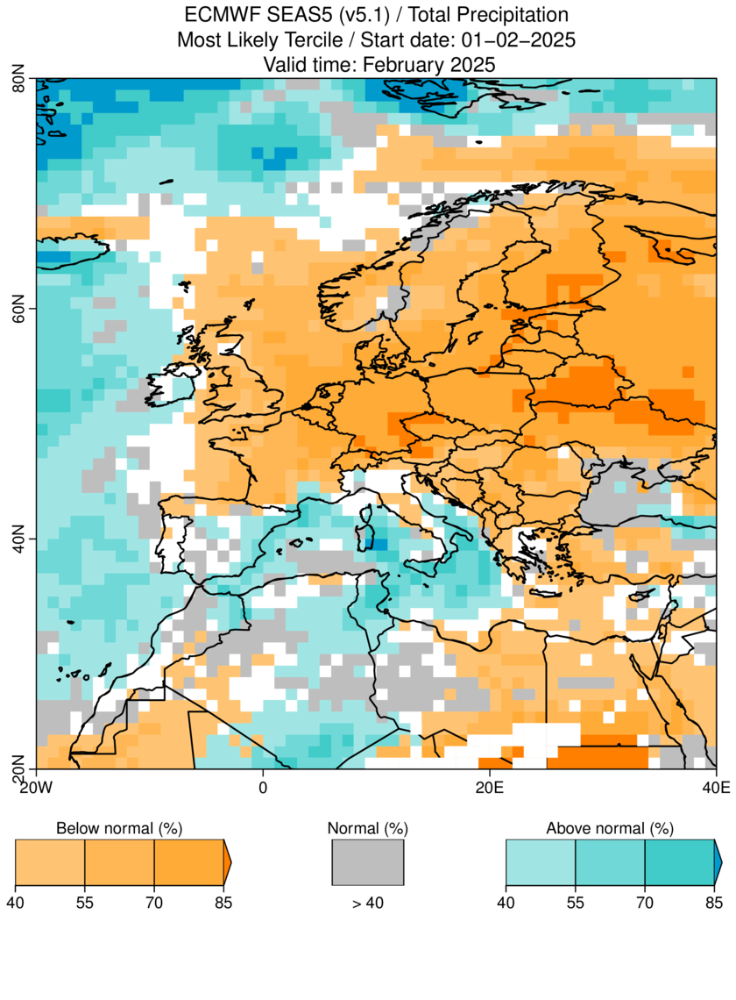 ECMWF SEAS5 (v5.1) / Total Precipitation
Most Likely Tercile / Start date: 01−02−2025
Valid time: February 2025
80N
60N
40N
20N
20W 0 20E 40E
Below normal (%) Normal (%) Above normal (%)
40 55 70 85 > 40 40 55 70 85